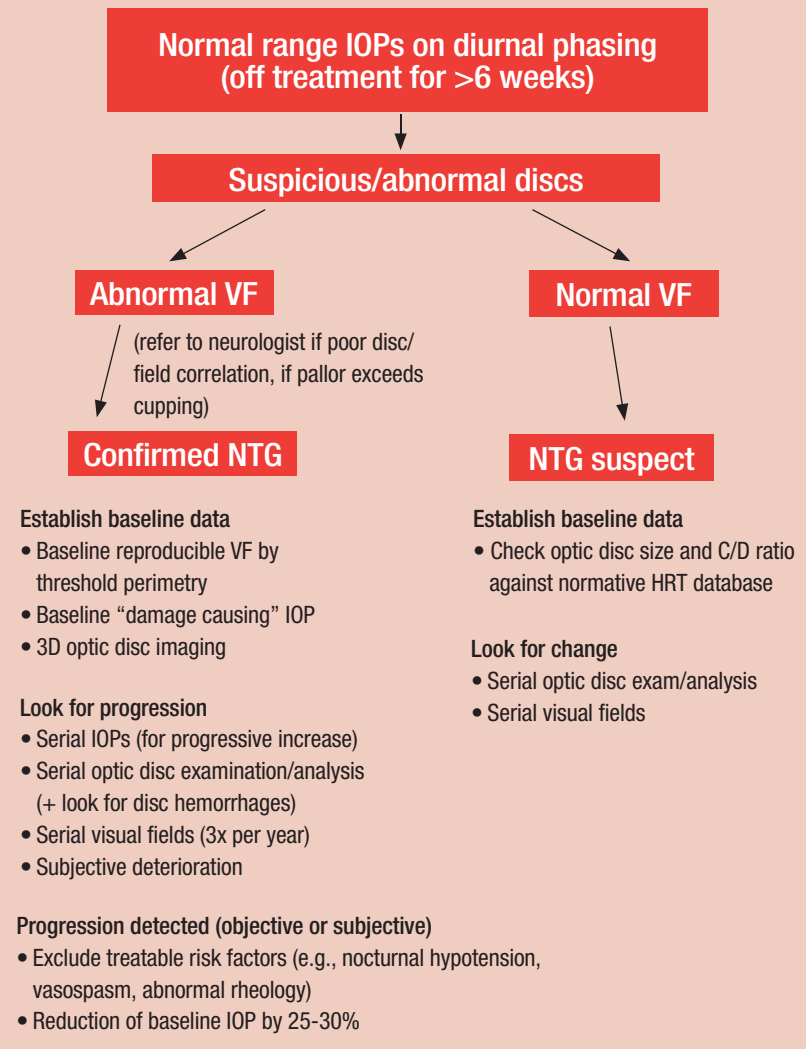 Normal range IOPs on diurnal phasing
(off treatment for >6 weeks)
Suspicious/abnormal discs
Abnormal VF
(refer to neurologist if poor disc/
field correlation, if pallor exceeds
cupping)
Confirmed NTG
Establish baseline data
• Baseline reproducible VF by
threshold perimetry
• Baseline “damage causing” IOP
• 3D optic disc imaging
Look for progression
• Serial IOPs (for progressive increase)
• Serial optic disc examination/analysis
(+ look for disc hemorrhages)
• Serial visual fields (3x per year)
• Subjective deterioration
Normal VF
NTG suspect
Establish baseline data
• Check optic disc size and C/D ratio
against normative HRT database
Look for change
• Serial optic disc exam/analysis
• Serial visual fields
Progression detected (objective or subjective)
• Exclude treatable risk factors (e.g., nocturnal hypotension,
vasospasm, abnormal rheology)
• Reduction of baseline IOP by 25-30%